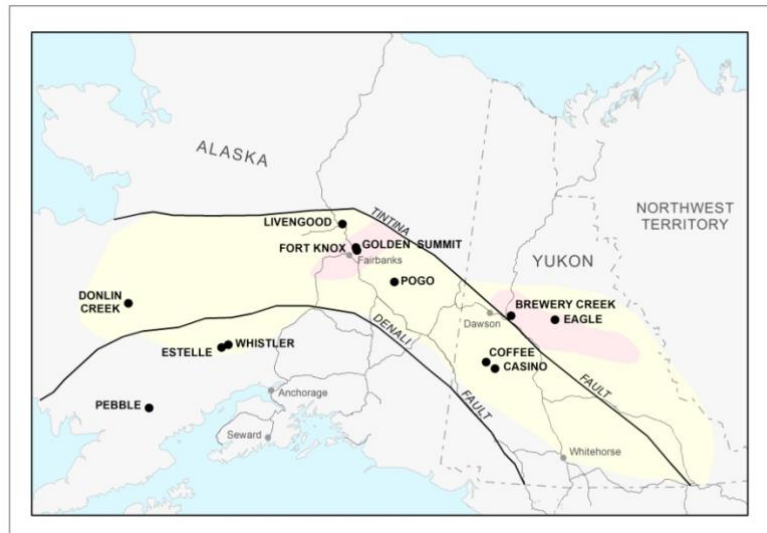 ALASKA
NORTHWEST
TERRITORY
LIVENGOOD
TINTINA
FORT KNOX
GOLDEN SUMMIT
Fairbanks
YUKON
POGO
DONLIN
CREEK
BREWERY CREEK
EAGLE
Dawson
DENALI
ESTELLE
WHISTLER
COFFEE
CASINO
FAULT
FAULT
PEBBLE
Anchorage
Seward
Whitehorse